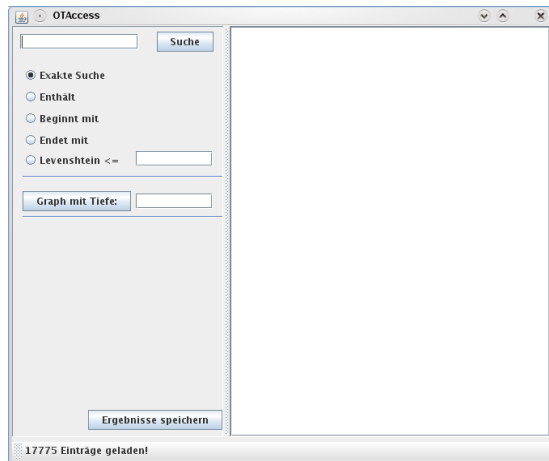 OTAccess
Suche
Exakte Suche
Enthält
Beginnt mit
Endet mit
Levenshtein <=
Graph mit Tiefe:
Ergebnisse speichern
17775 Einträge geladen!